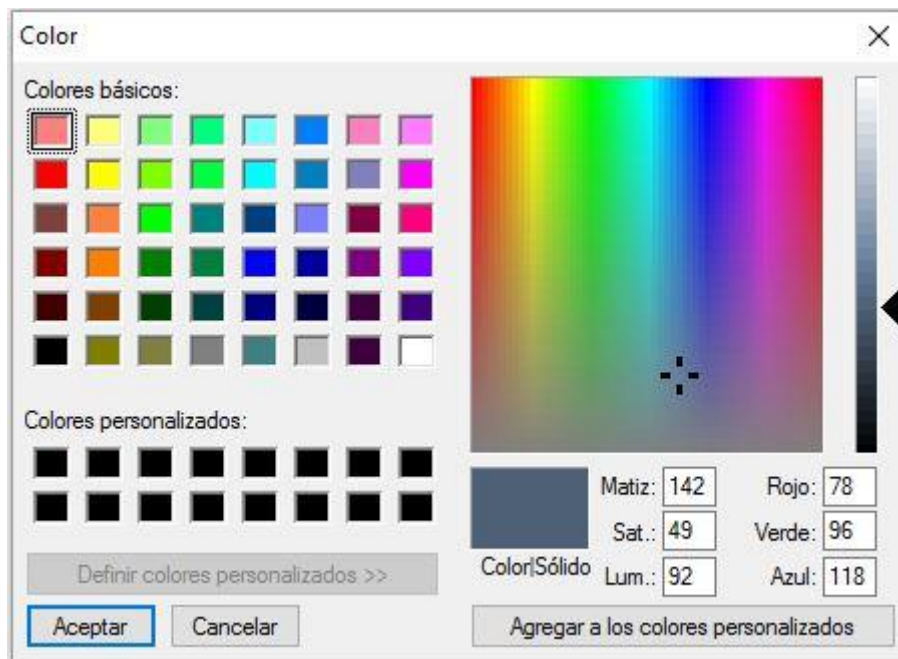 Color
Colores básicos:
Colores personalizados:
Definir colores personalizados >>
Aceptar
Cancelar
Color|Sólido
Matiz: 142
Sat.: 49
Lum.: 92
Rojo: 78
Verde: 96
Azul: 118
Agregar a los colores personalizados